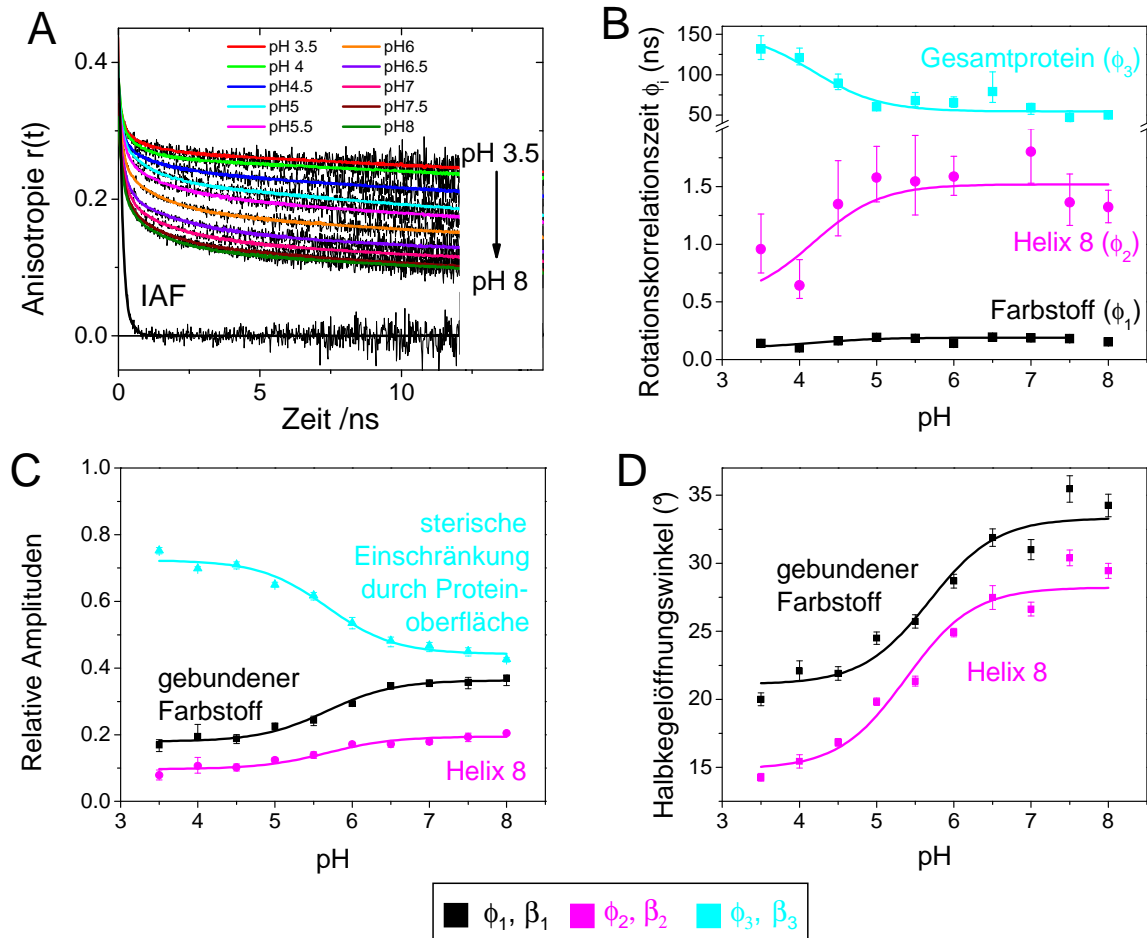 A
Anisotropie r(t)
0.4
0.2
0.0
pH 3.5
pH 4
pH4.5
pH5
pH5.5
pH6
pH6.5
pH7
pH7.5
pH8
pH 3.5
pH 8
IAF
0
5
10
Zeit /ns
B
Rotationskorrelationszeit ϕi (ns)
150
100
50
1.5
1.0
0.5
0.0
Gesamtprotein (ϕ3)
Helix 8 (ϕ2)
Farbstoff (ϕ1)
4
5
6
7
8
pH
C
Relative Amplituden
1.0
0.8
0.6
0.4
0.2
0.0
sterische
Einschränkung
durch Protein-
oberfläche
gebundener
Farbstoff
Helix 8
3
4
5
6
7
8
pH
D
Halbkegelöffnungswinkel (°)
35
30
25
20
15
gebundener
Farbstoff
Helix 8
3
4
5
6
7
8
pH
ϕ1, β1
ϕ2, β2
ϕ3, β3